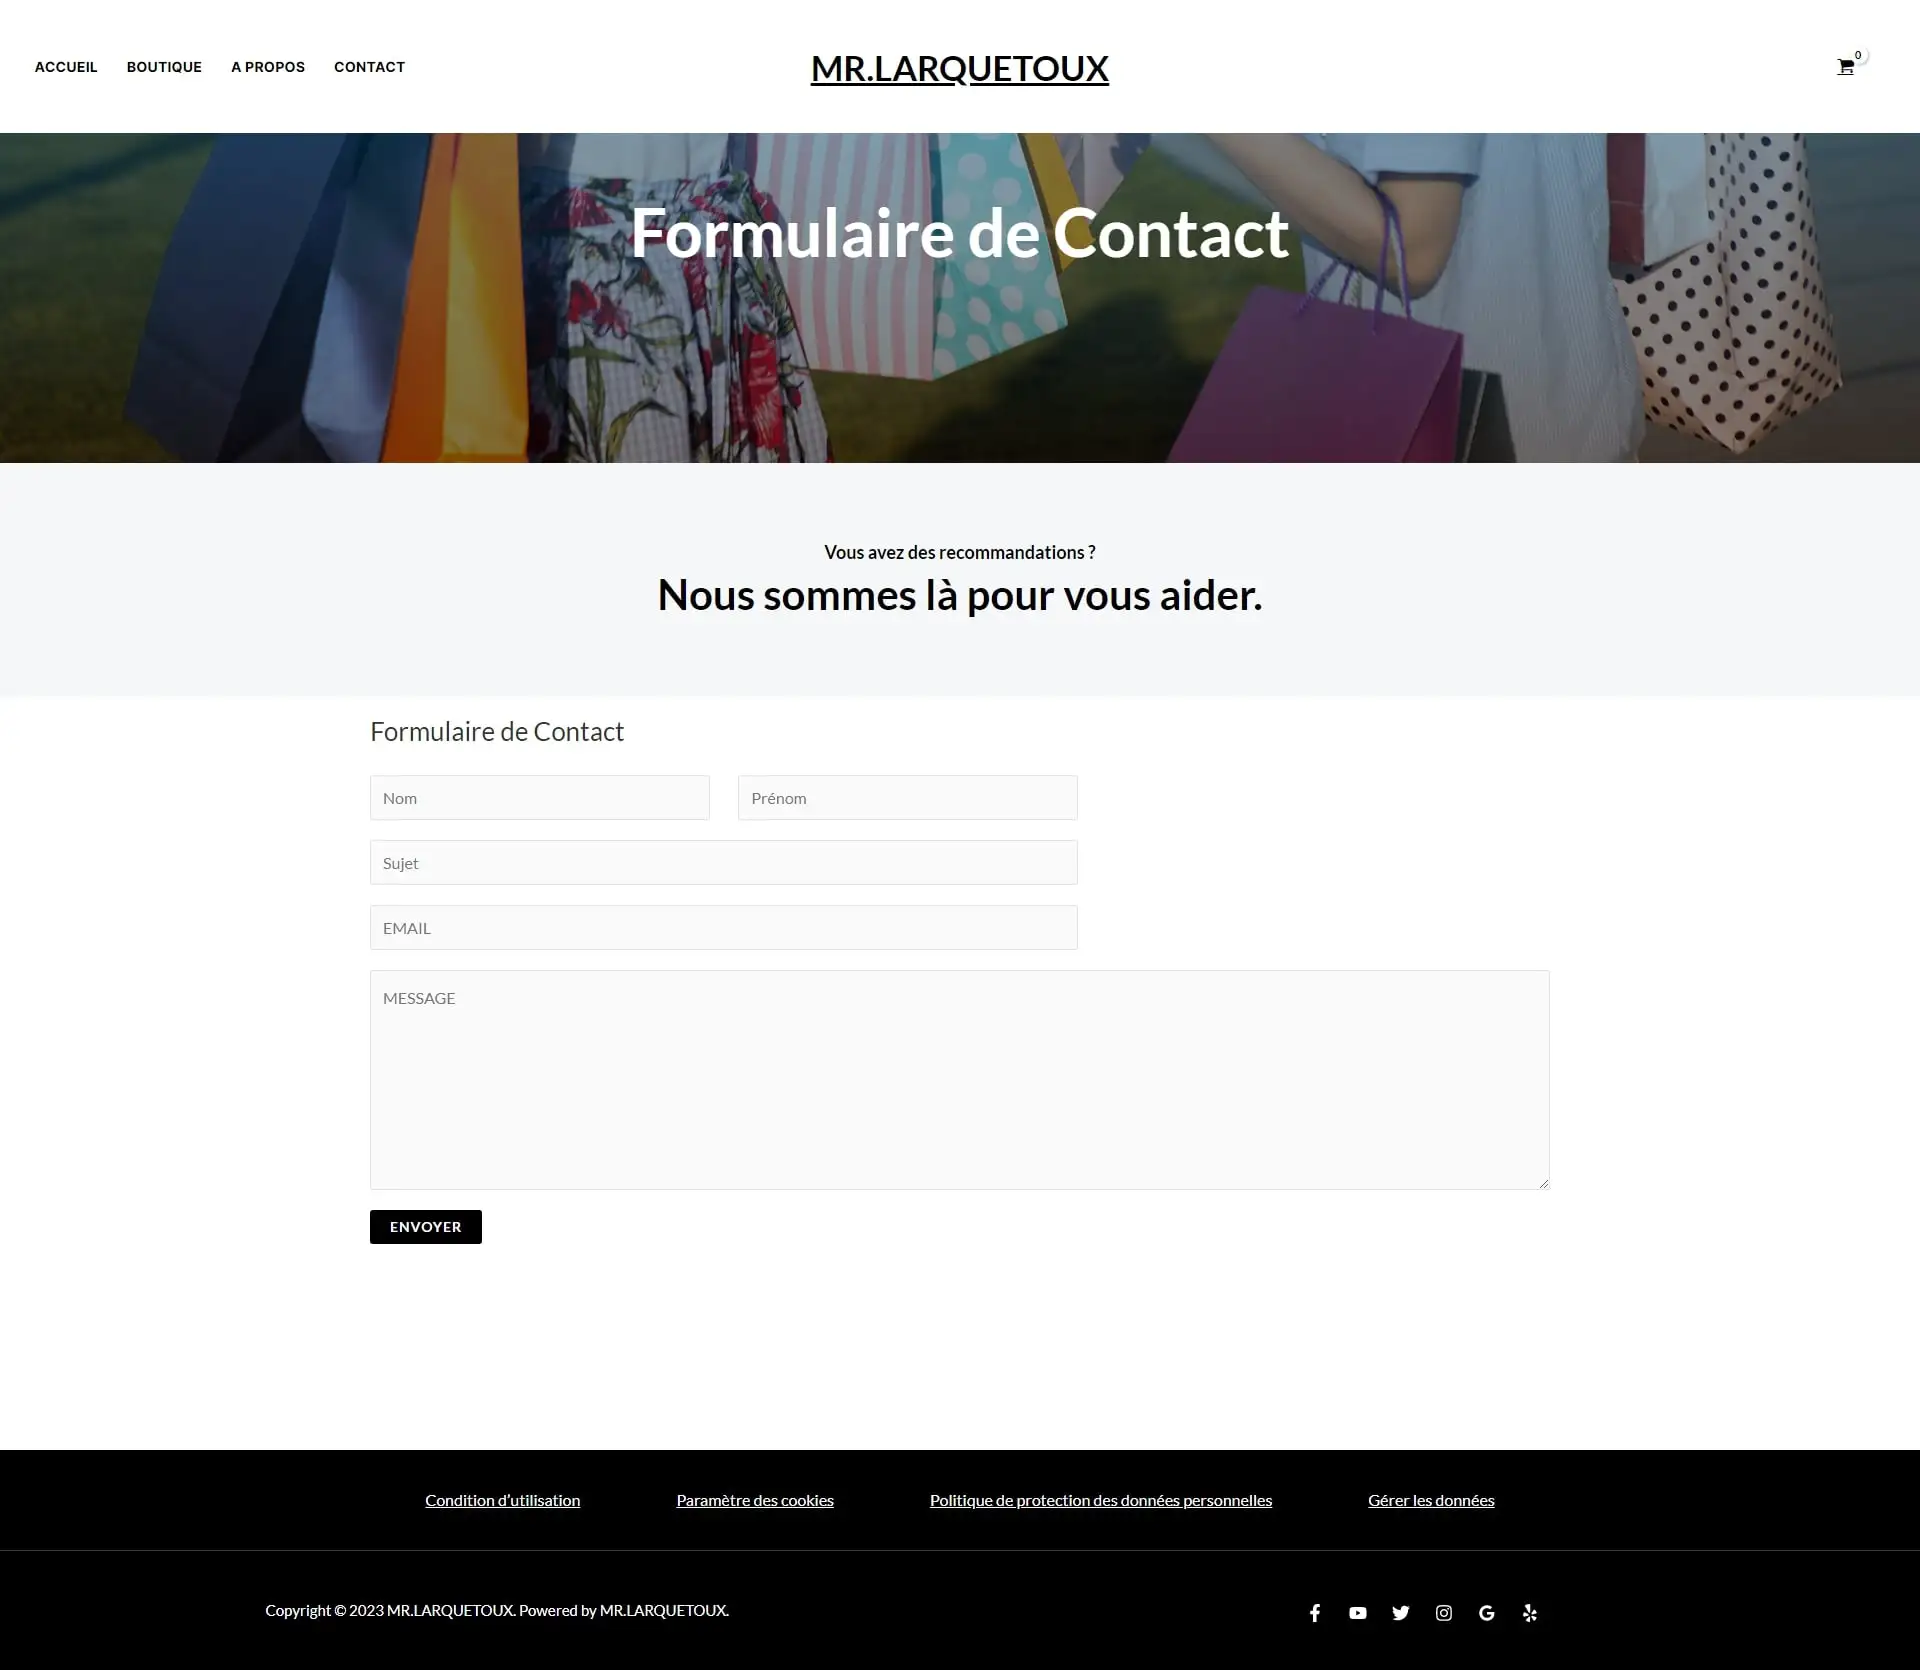 ACCUEIL BOUTIQUE A PROPOS CONTACT
MR.LARQUETOUX
0
Formulaire de Contact
Vous avez des recommandations ?
Nous sommes là pour vous aider.
Formulaire de Contact
Nom
Prénom
Sujet
EMAIL
MESSAGE
ENVOYER
Condition d’utilisation
Paramètre des cookies
Politique de protection des données personnelles
Gérer les données
Copyright © 2023 MR.LARQUETOUX. Powered by MR.LARQUETOUX.